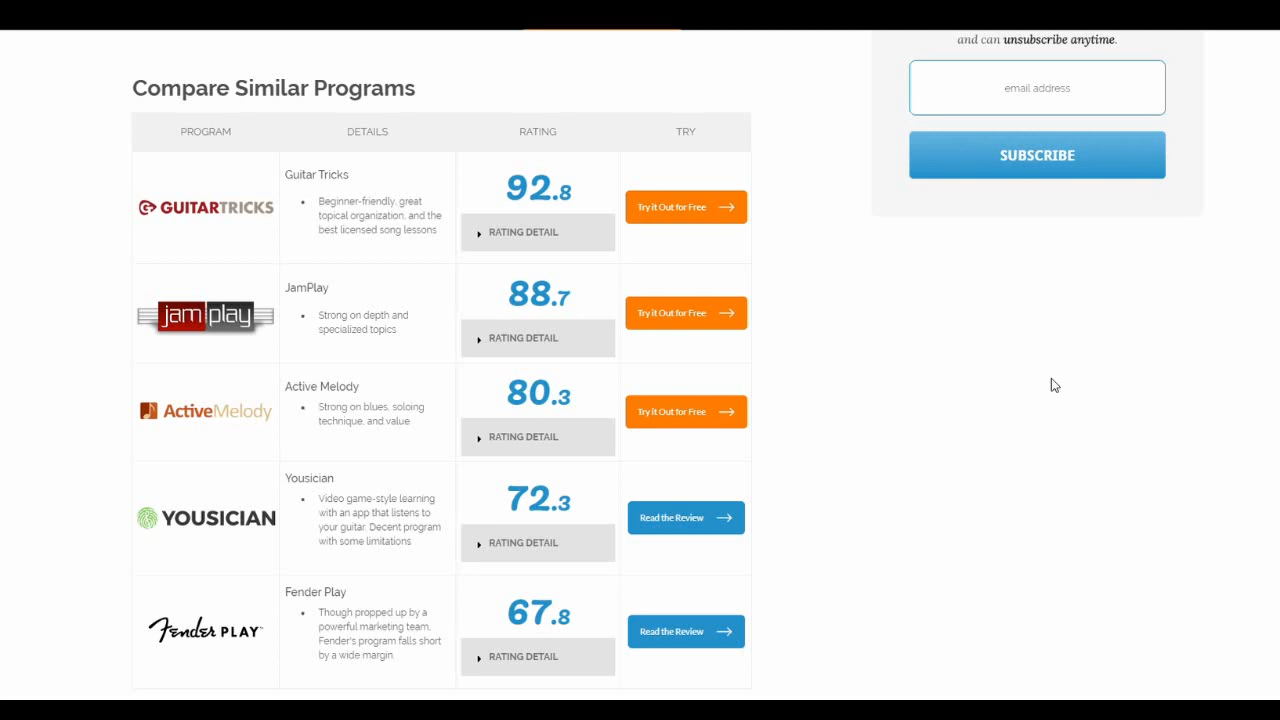 and can unsubscribe anytime.
email address
SUBSCRIBE
Compare Similar Programs
PROGRAM DETAILS RATING TRY
GUITARTRICKS
Guitar Tricks
Beginner-friendly, great
topical organization, and the
best licensed song lessons
92.8
RATING DETAIL
Try it Out for Free
jam play
JamPlay
Strong on depth and
specialized topics
88.7
RATING DETAIL
Try it Out for Free
ActiveMelody
Active Melody
Strong on blues, soloing
technique, and value
80.3
RATING DETAIL
Try it Out for Free
YOUSICIAN
Yousician
Video game-style learning
with an app that listens to
your guitar. Decent program
with some limitations
72.3
RATING DETAIL
Read the Review
Fender PLAY
Fender Play
Though propped up by a
powerful marketing team,
Fender's program falls short
by a wide margin.
67.8
RATING DETAIL
Read the Review